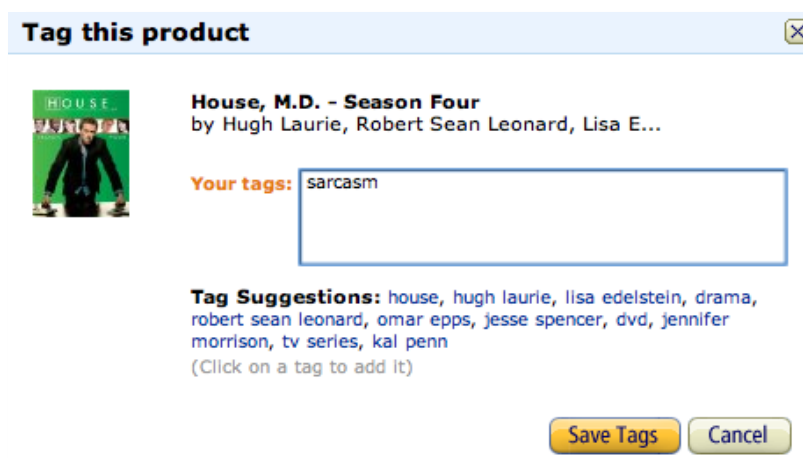 Tag this product
HOUSE
House, M.D. - Season Four
by Hugh Laurie, Robert Sean Leonard, Lisa E...
Your tags: sarcasm
Tag Suggestions: house, hugh laurie, lisa edelstein, drama,
robert sean leonard, omar epps, jesse spencer, dvd, jennifer
morrison, tv series, kal penn
(Click on a tag to add it)
Save Tags Cancel